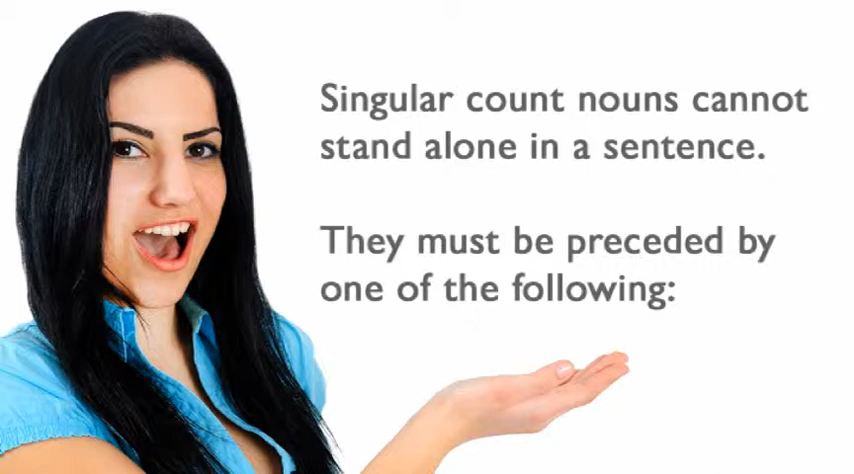 Singular count nouns cannot
stand alone in a sentence.
They must be preceded by
one of the following: